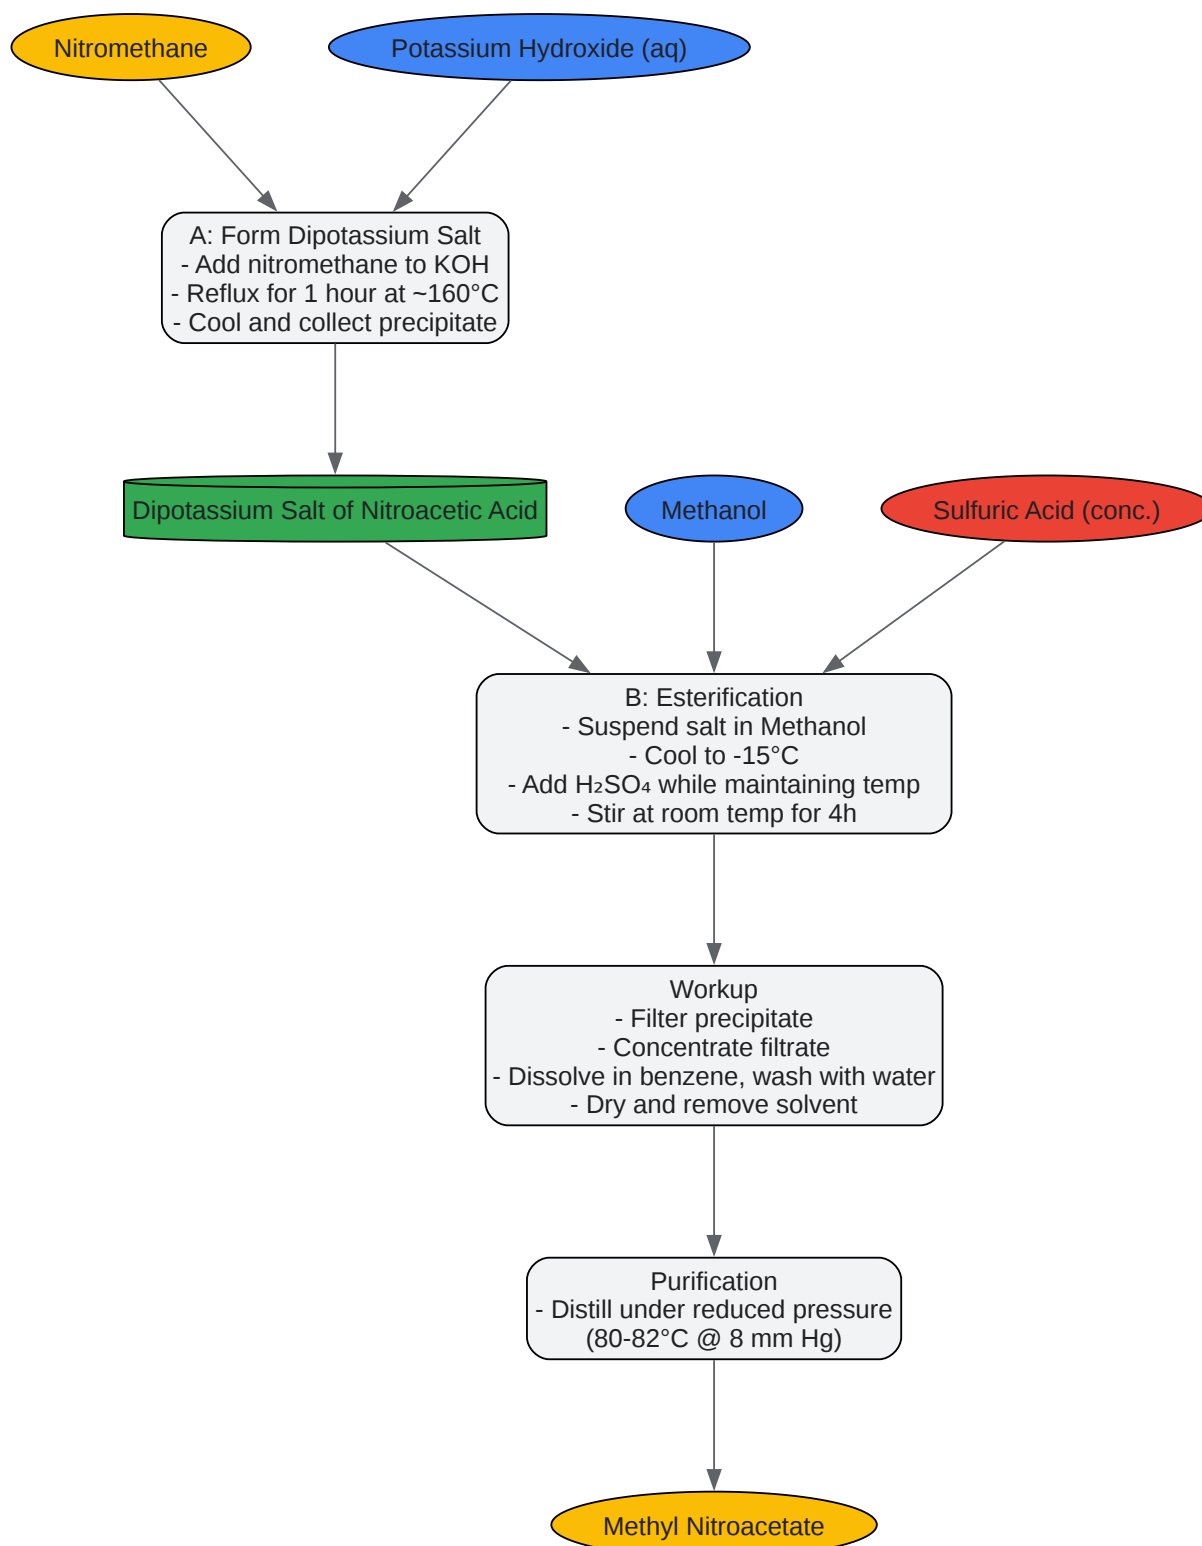 Nitromethane
Potassium Hydroxide (aq)
A: Form Dipotassium Salt
- Add nitromethane to KOH
- Reflux for 1 hour at ~160°C
- Cool and collect precipitate
Dipotassium Salt of Nitroacetic Acid
Methanol
Sulfuric Acid (conc.)
B: Esterification
- Suspend salt in Methanol
- Cool to -15°C
- Add H₂SO₄ while maintaining temp
- Stir at room temp for 4h
Workup
- Filter precipitate
- Concentrate filtrate
- Dissolve in benzene, wash with water
- Dry and remove solvent
Purification
- Distill under reduced pressure
(80-82°C @ 8 mm Hg)
Methyl Nitroacetate